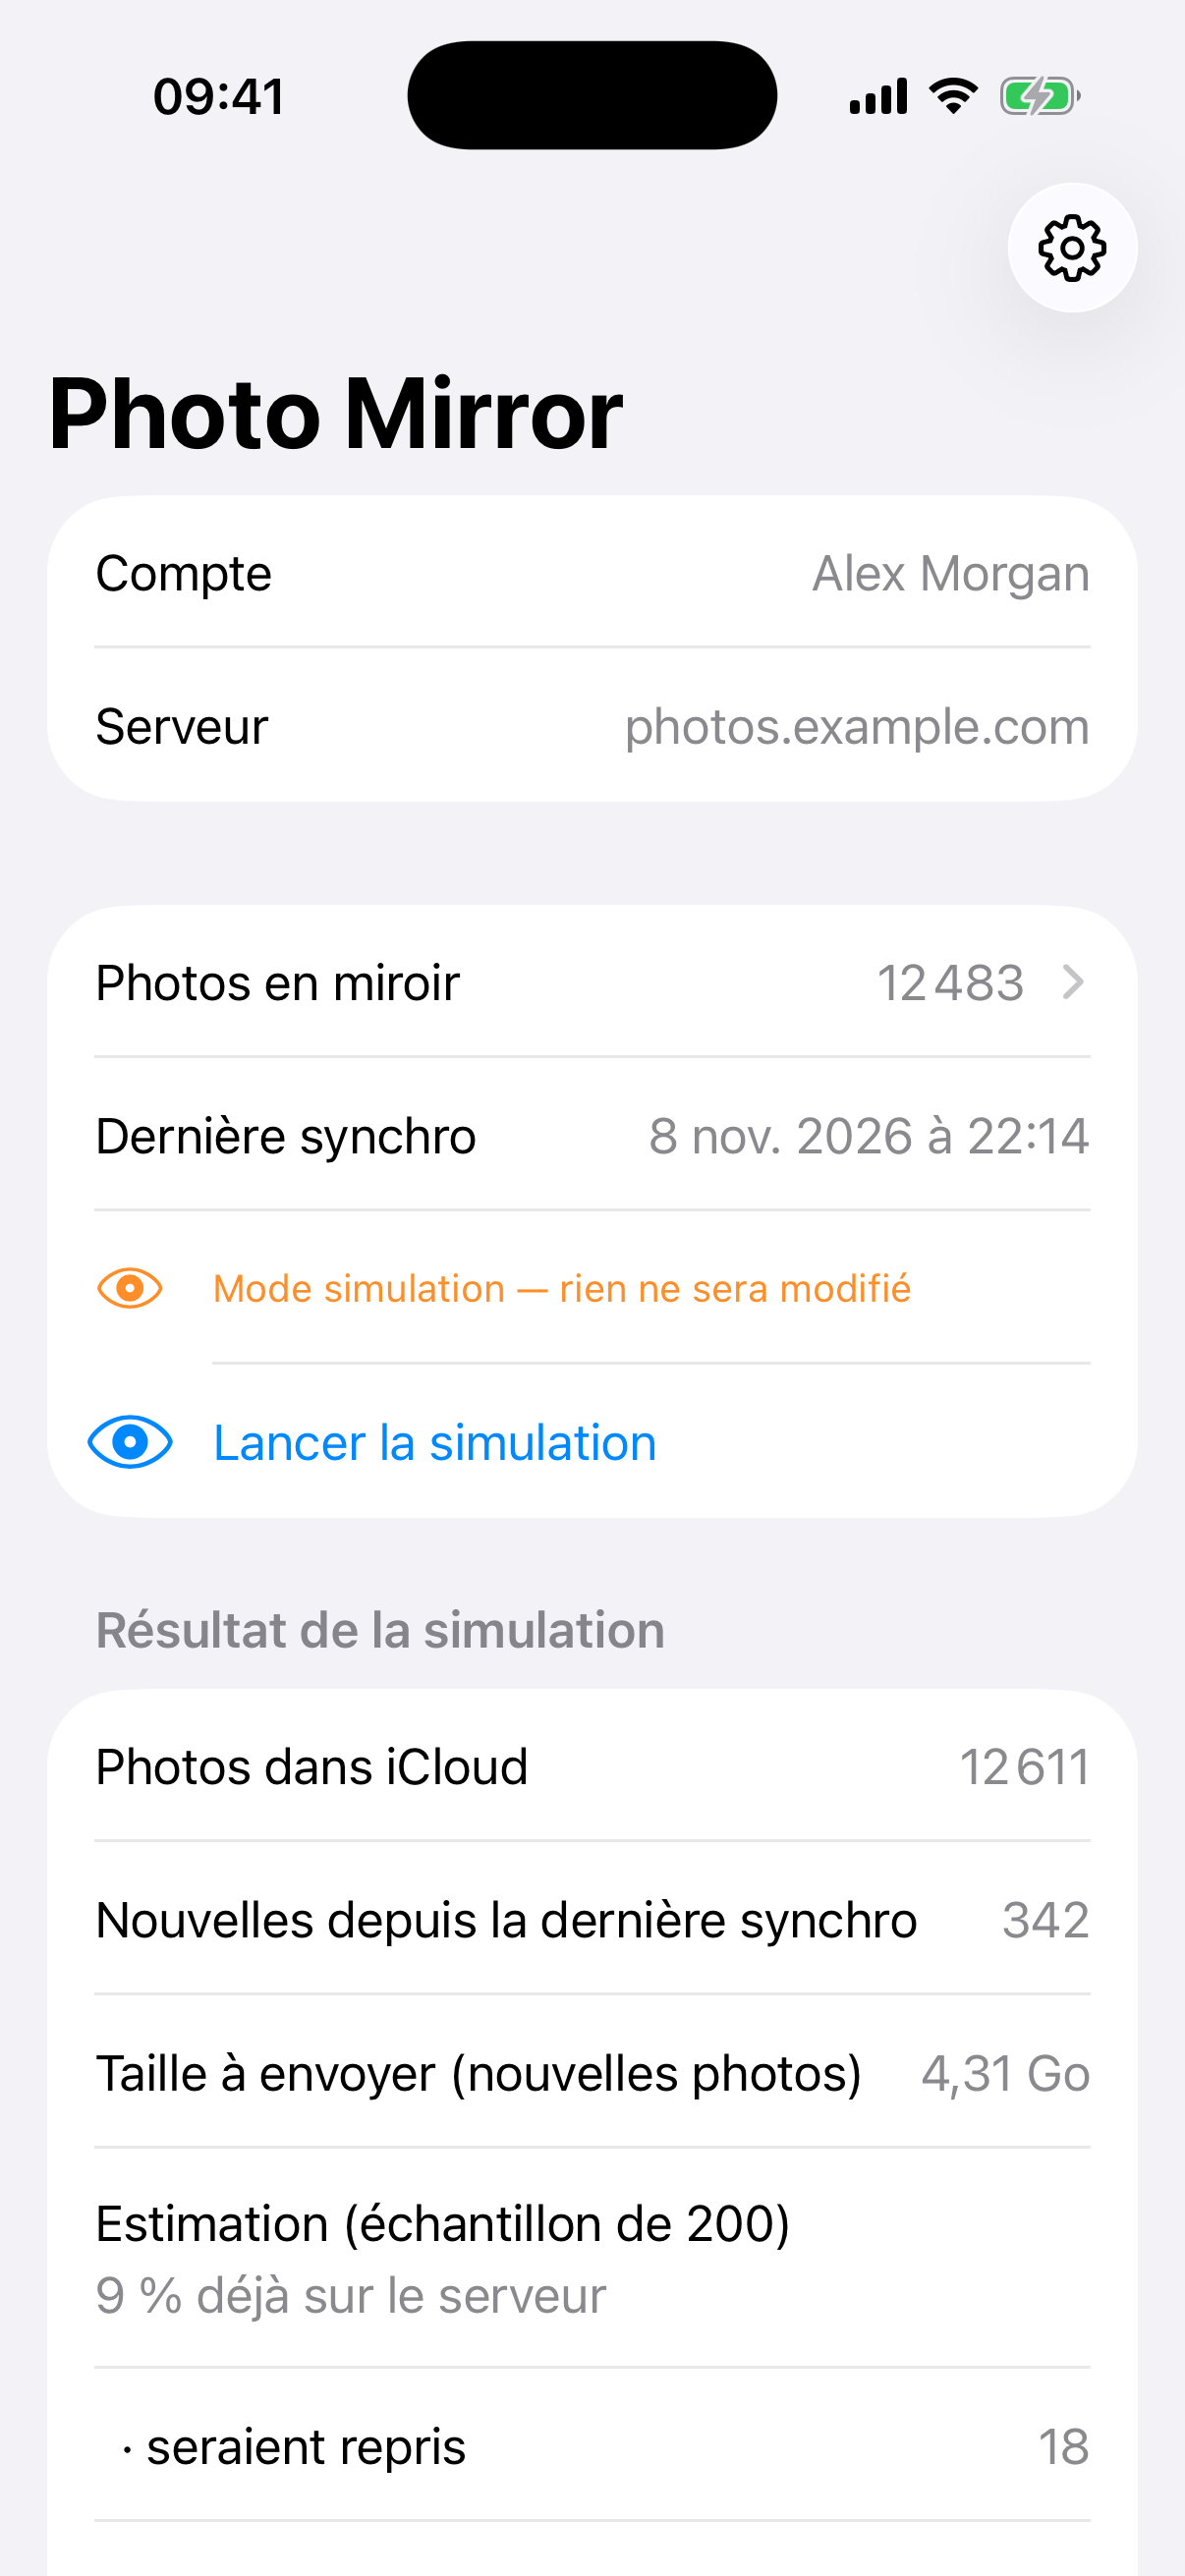 09:41
Photo Mirror
Compte Alex Morgan
Serveur photos.example.com
Photos en miroir 12 483
Dernière synchro 8 nov. 2026 à 22:14
Mode simulation — rien ne sera modifié
Lancer la simulation
Résultat de la simulation
Photos dans iCloud 12 611
Nouvelles depuis la dernière synchro 342
Taille à envoyer (nouvelles photos) 4,31 Go
Estimation (échantillon de 200)
9 % déjà sur le serveur
· seraient repris 18